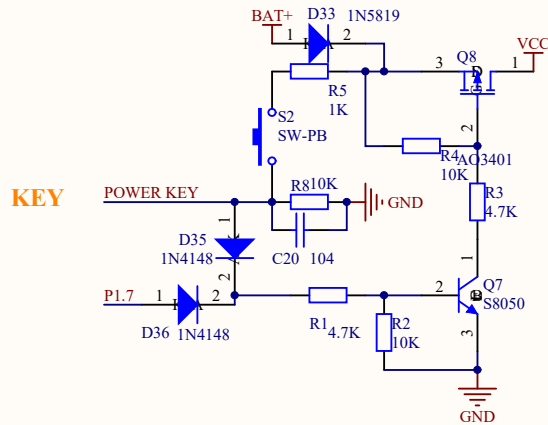 BAT+
D33 1N5819
1 2
Q8
VCC
3 D 1
R5
1K
2
S2
SW-PB
R4
10K
AO3401
R3
4.7K
KEY
POWER KEY
R8 10K
GND
C20 104
1
D35
1N4148
2
P1.7
1 2
D36 1N4148
R1 4.7K
R2
10K
1
2
3
Q7
S8050
GND